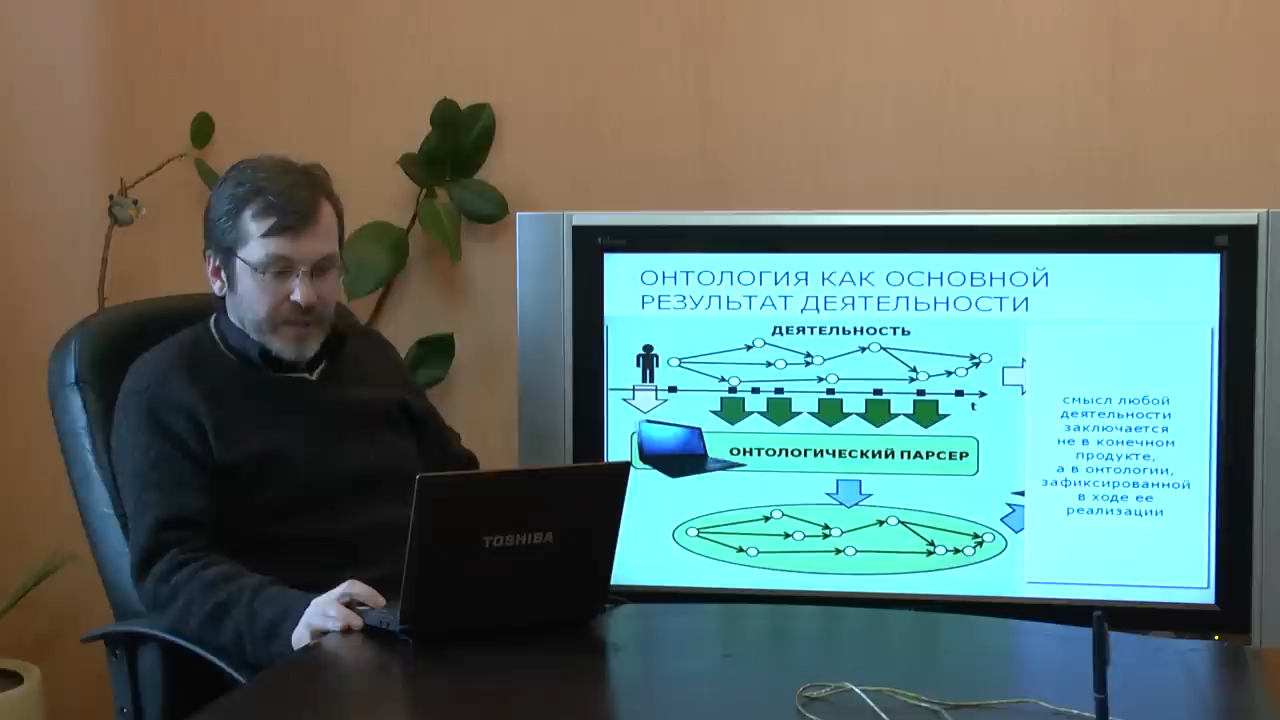 ОНТОЛОГИЯ КАК ОСНОВНОЙ
РЕЗУЛЬТАТ ДЕЯТЕЛЬНОСТИ
ДЕЯТЕЛЬНОСТЬ
t
ОНТОЛОГИЧЕСКИЙ ПАРСЕР
смысл любой
деятельности
заключается
не в конечном
продукте,
а в онтологии,
зафиксированной
в ходе ее
реализации
TOSHIBA